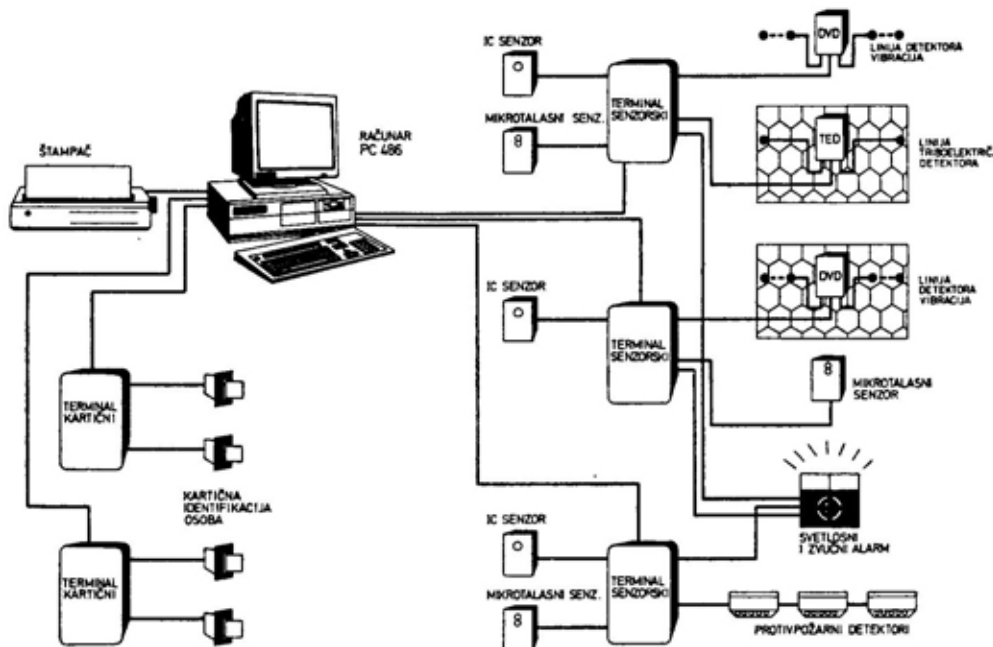 ŠTAMPAČ
RAČUNAR
PC 486
IC SENZOR
MIKROTALASNI SENZ.
TERMINAL
SENZORSKI
DVD
LINIJA DETEKTORA
VIBRACIJA
TED
LINIJA
TRIBOELEKTRIČ.
DETEKTORA
IC SENZOR
TERMINAL
SENZORSKI
DVD
LINIJA
DETEKTORA
VIBRACIJA
MIKROTALASNI
SENZOR
TERMINAL
KARTIČNI
KARTIČNA
IDENTIFIKACIJA
OSOBA
TERMINAL
KARTIČNI
IC SENZOR
MIKROTALASNI SENZ.
TERMINAL
SENZORSKI
SVETLOSNI
I ZVUČNI ALARM
PROTIVPOŽARNI DETEKTORI